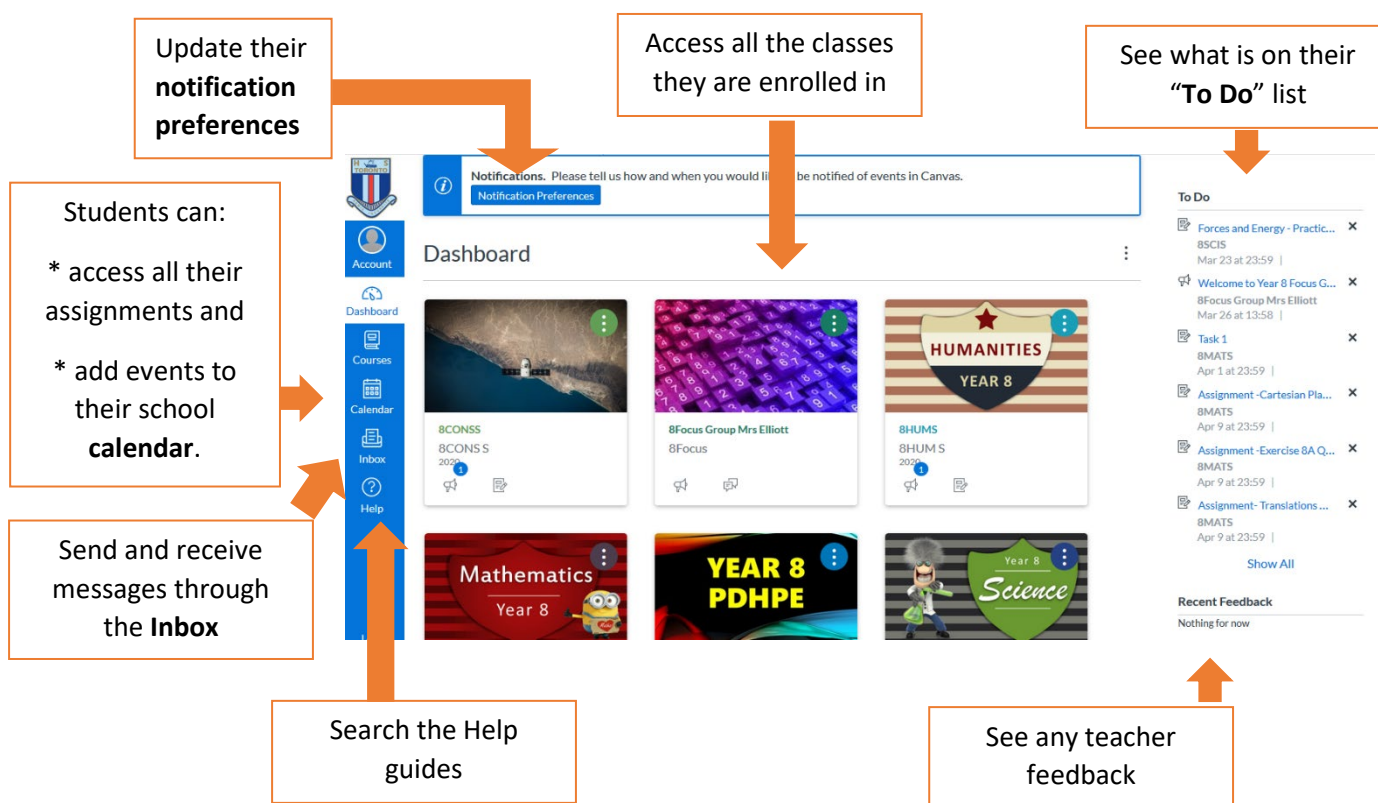 Update their
notification
preferences
Access all the classes
they are enrolled in
See what is on their
“To Do” list
Students can:
* access all their
assignments and
* add events to
their school
calendar.
Send and receive
messages through
the Inbox
Search the Help
guides
See any teacher
feedback
H S
TORONTO
Account
Dashboard
Courses
Calendar
Inbox
Help
Notifications. Please tell us how and when you would be notified of events in Canvas.
Notification Preferences
Dashboard
8CONSS
8CONS S
2020
1
8Focus Group Mrs Elliott
8Focus
HUMANITIES
YEAR 8
8HUMS
8HUM S
2020
1
Mathematics
Year 8
YEAR 8
PDHPE
Year 8
Science
To Do
Forces and Energy - Practic...
8SCIS
Mar 23 at 23:59 |
Welcome to Year 8 Focus G...
8Focus Group Mrs Elliott
Mar 26 at 13:58 |
Task 1
8MATS
Apr 1 at 23:59 |
Assignment -Cartesian Pla...
8MATS
Apr 9 at 23:59 |
Assignment -Exercise 8A Q...
8MATS
Apr 9 at 23:59 |
Assignment- Translations ...
8MATS
Apr 9 at 23:59 |
Show All
Recent Feedback
Nothing for now